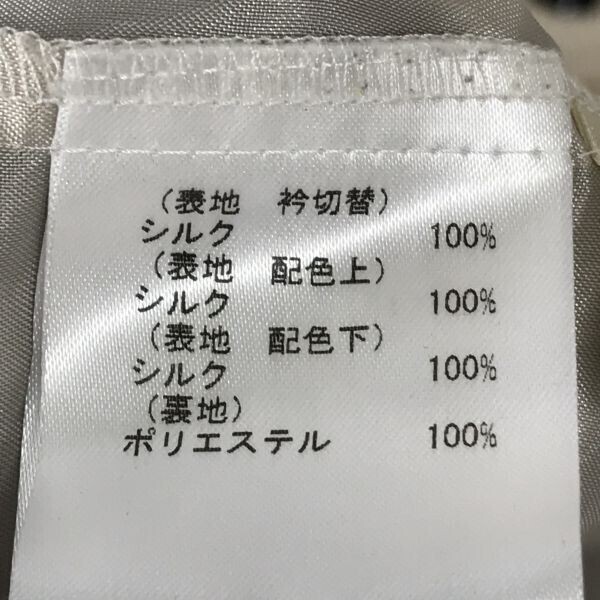 （表地　衿切替）
シルク　100%
（表地　配色上）
シルク　100%
（表地　配色下）
シルク　100%
（裏地）
ポリエステル　100%